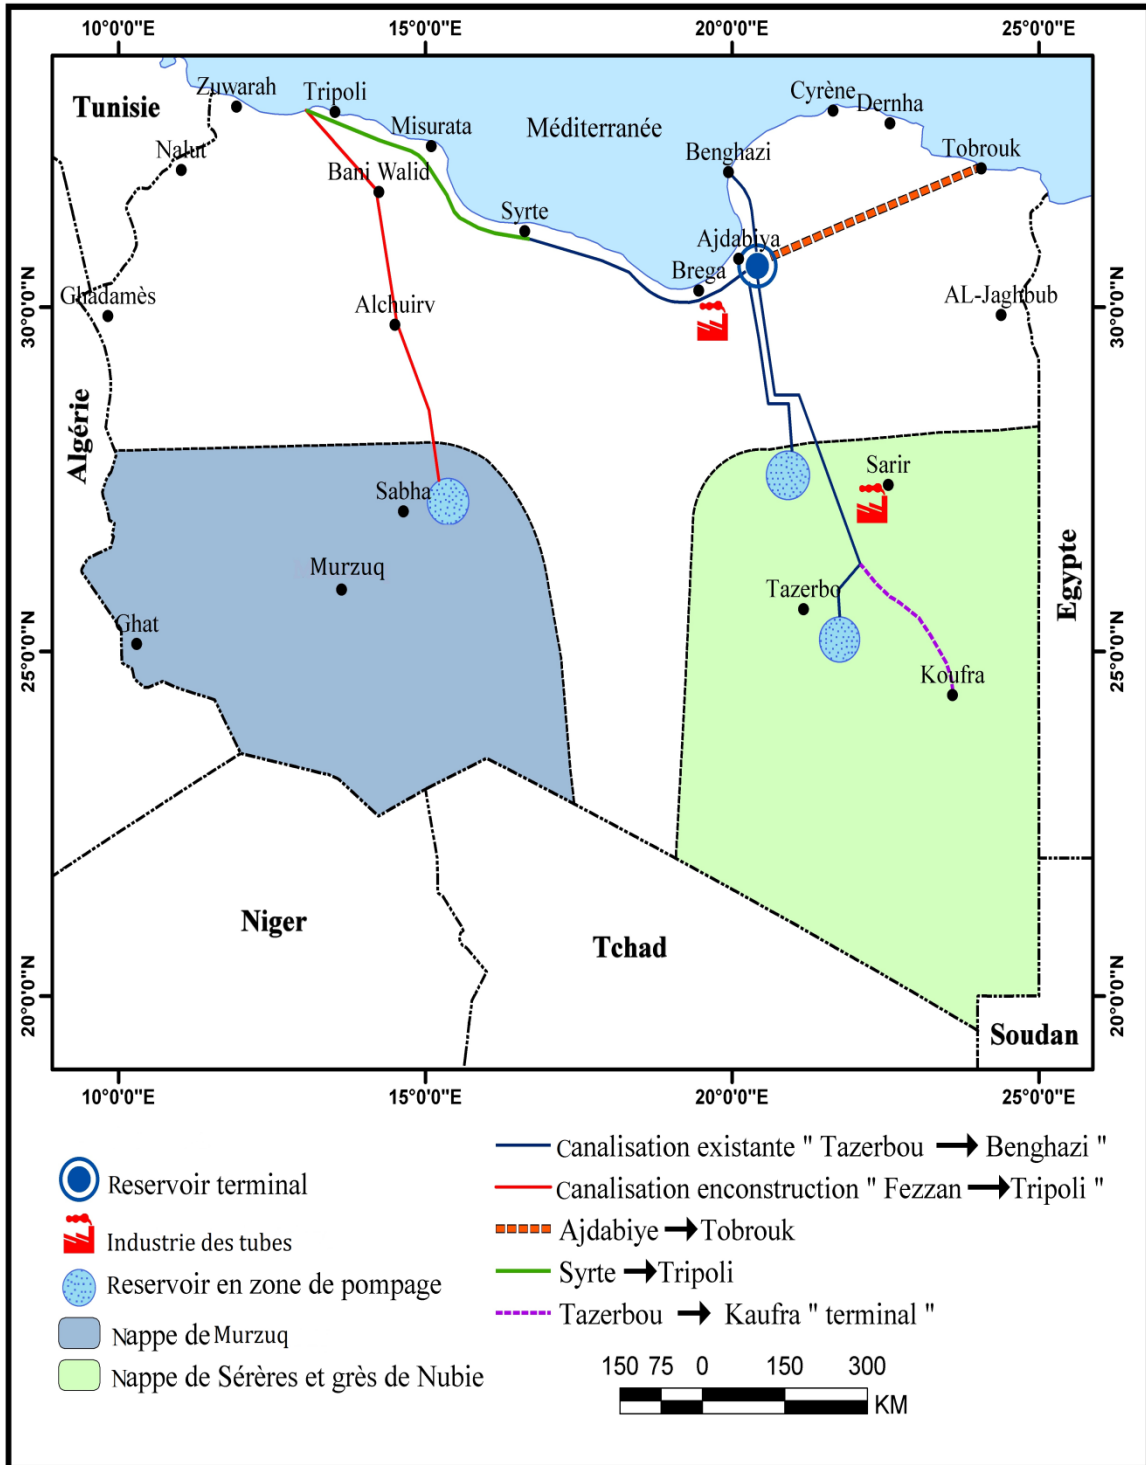 10°0'0"E 15°0'0"E 20°0'0"E 25°0'0"E
Tunisie
Zuwarah
Tripoli
Cyrène
Dernha
Misurata
Méditerranée
Nalut
Benghazi
Tobrouk
Bani Walid
Syrte
Ajdabiya
Brega
Ghadamès
Alchuirv
AL-Jaghbub
30°0'0"N
30°0'0"N
Algérie
Sabha
Sarir
Murzuq
Tazerbo
Egypte
Ghat
Koufra
25°0'0"N
25°0'0"N
Niger
Tchad
20°0'0"N
20°0'0"N
Soudan
10°0'0"E 15°0'0"E 20°0'0"E 25°0'0"E
Reservoir terminal
Industrie des tubes
Reservoir en zone de pompage
Nappe de Murzuq
Nappe de Sérères et grès de Nubie
Canalisation existante " Tazerbou → Benghazi "
Canalisation enconstruction " Fezzan → Tripoli "
Ajdabiye → Tobrouk
Syrte → Tripoli
Tazerbou → Kaufra " terminal "
150 75 0 150 300
KM